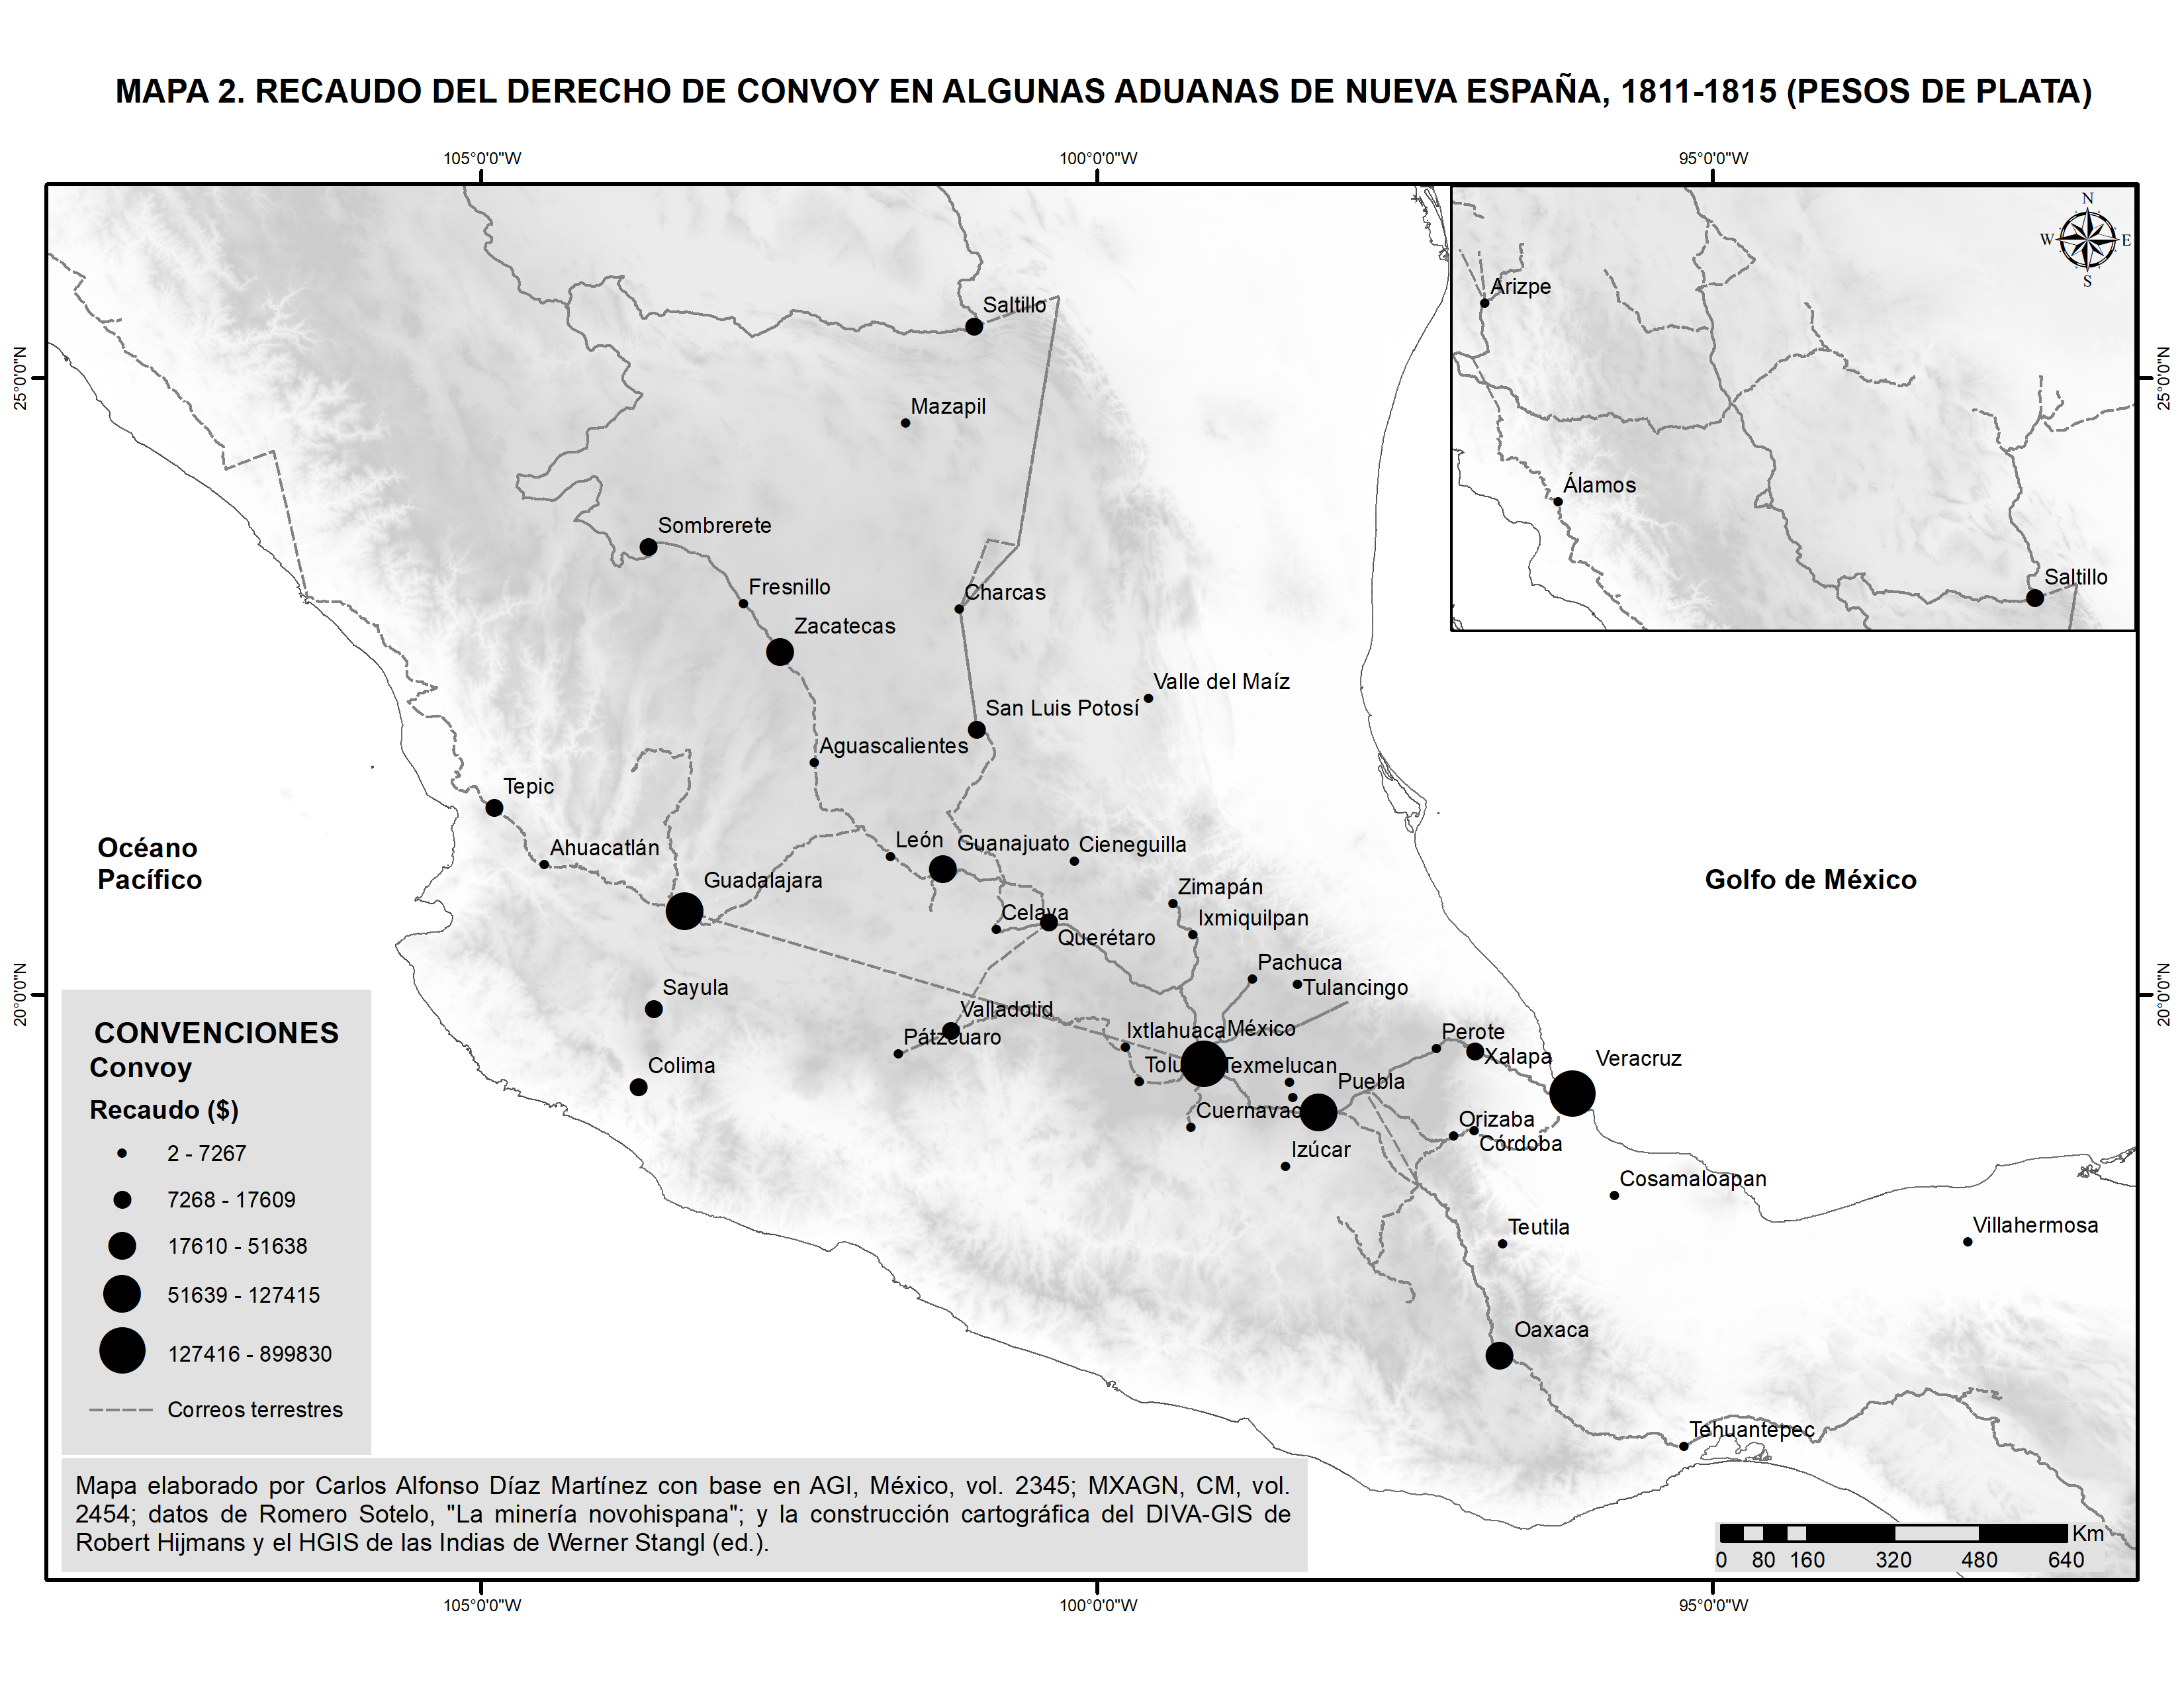 MAPA 2. RECAUDO DEL DERECHO DE CONVOY EN ALGUNAS ADUANAS DE NUEVA ESPAÑA, 1811-1815 (PESOS DE PLATA)
105°0'0"W
100°0'0"W
95°0'0"W
25°0'0"N
25°0'0"N
20°0'0"N
20°0'0"N
N
W
E
S
Arizpe
Álamos
Saltillo
Saltillo
Mazapil
Sombrerete
Fresnillo
Charcas
Zacatecas
Valle del Maíz
San Luis Potosí
Aguascalientes
Tepic
Ahuacatlán
León
Guanajuato
Cieneguilla
Guadalajara
Zimapán
Celaya
Ixmiquilpan
Querétaro
Pachuca
Tulancingo
Sayula
Valladolid
Pátzcuaro
Ixtlahuaca
México
Perote
Xalapa
Veracruz
Colima
Texmelucan
Puebla
Orizaba
Córdoba
Izúcar
Cosamaloapan
Teutila
Villahermosa
Oaxaca
Tehuantepec
Océano
Pacífico
Golfo de México
CONVENCIONES
Convoy
Recaudo ($)
2 - 7267
7268 - 17609
17610 - 51638
51639 - 127415
127416 - 899830
Correos terrestres
Mapa elaborado por Carlos Alfonso Díaz Martínez con base en AGI, México, vol. 2345; MXAGN, CM, vol.
2454; datos de Romero Sotelo, "La minería novohispana"; y la construcción cartográfica del DIVA-GIS de
Robert Hijmans y el HGIS de las Indias de Werner Stangl (ed.).
Km
0 80 160 320 480 640
105°0'0"W
100°0'0"W
95°0'0"W